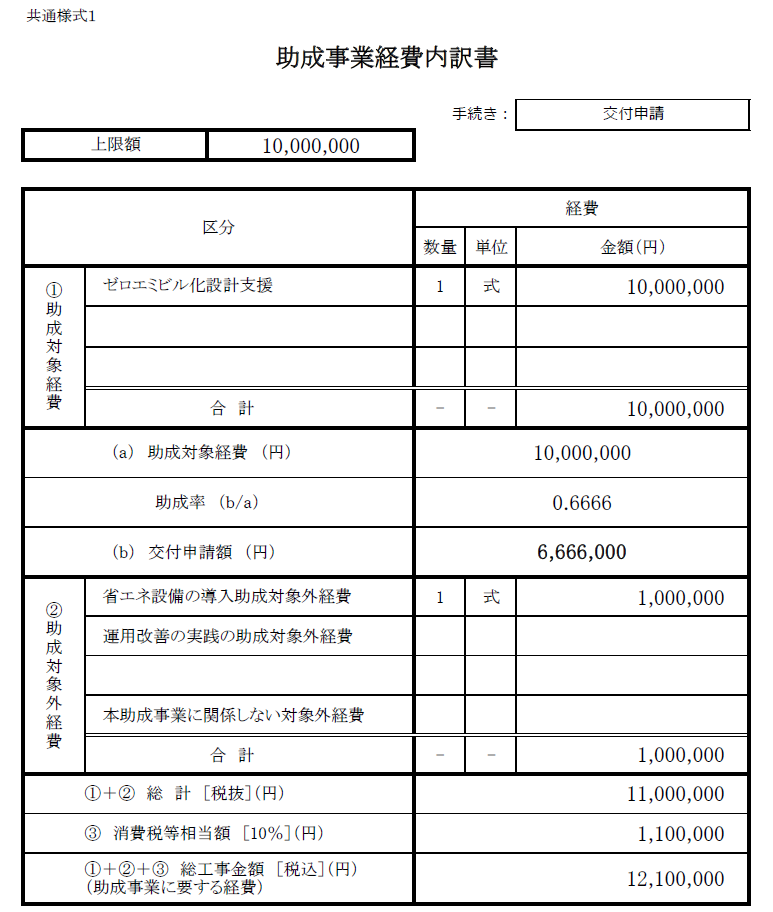 共通様式1
助成事業経費内訳書
手続き： 交付申請
上限額 10,000,000
区分 経費
数量 単位 金額(円)
①助成対象経費
ゼロエミビル化設計支援 1 式 10,000,000
合 計 － － 10,000,000
(a) 助成対象経費 (円) 10,000,000
助成率 (b/a) 0.6666
(b) 交付申請額 (円) 6,666,000
②助成対象外経費
省エネ設備の導入助成対象外経費 1 式 1,000,000
運用改善の実践の助成対象外経費
本助成事業に関係しない対象外経費
合 計 － － 1,000,000
①＋② 総 計 [税抜](円) 11,000,000
③ 消費税等相当額 [10%](円) 1,100,000
①＋②＋③ 総工事金額 [税込](円) 12,100,000
(助成事業に要する経費)